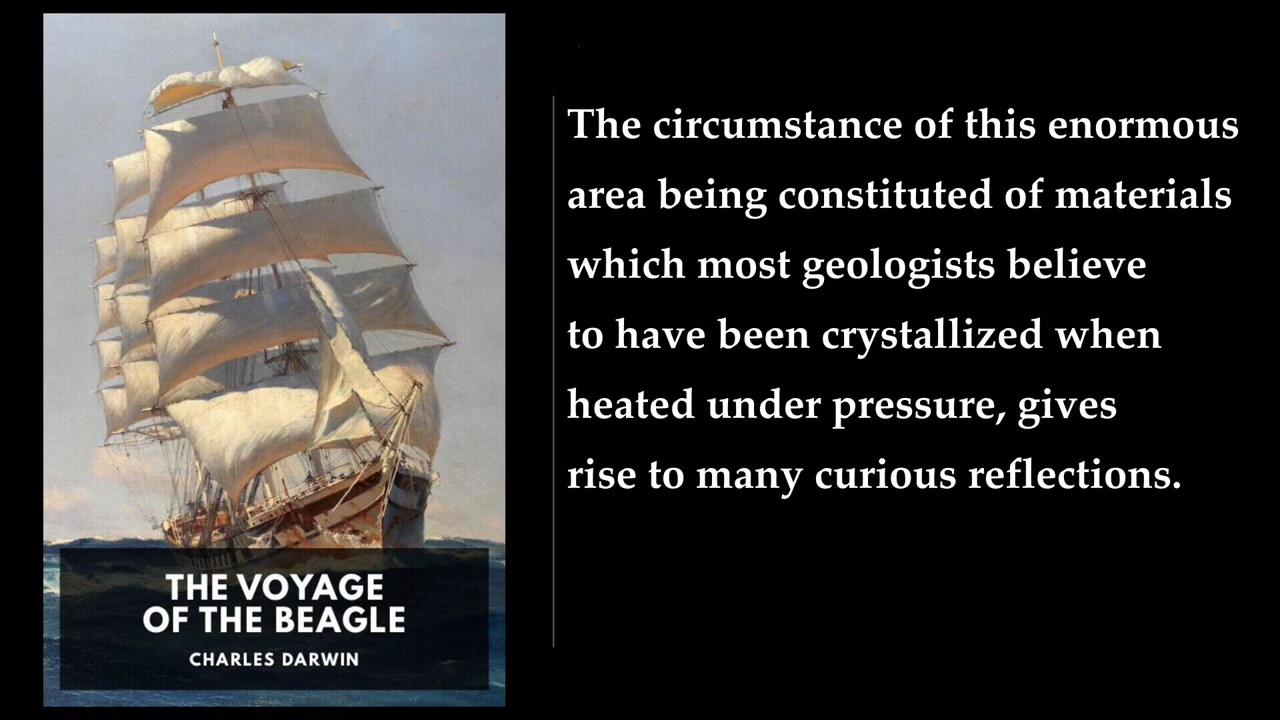 THE VOYAGE
OF THE BEAGLE
CHARLES DARWIN
The circumstance of this enormous
area being constituted of materials
which most geologists believe
to have been crystallized when
heated under pressure, gives
rise to many curious reflections.